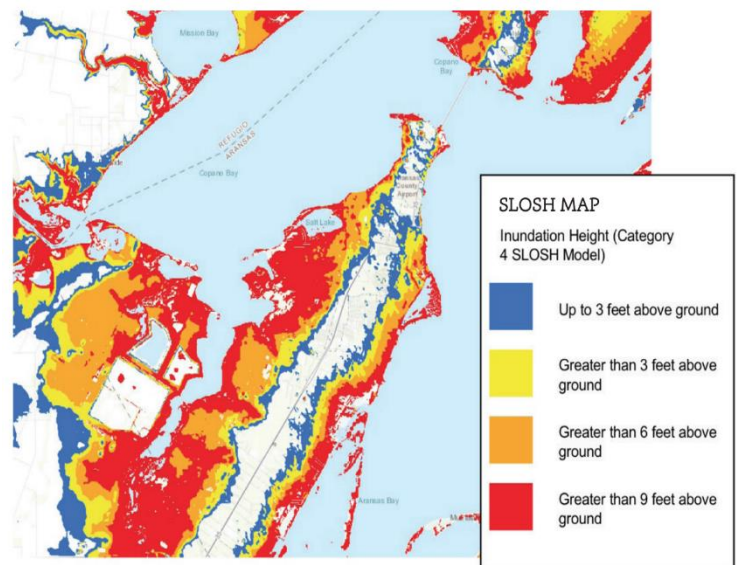 Mission Bay
Copano
Bay
REFUGIO
ARANSAS
Copano Bay
County
Airport
Salt Lake
Aransas Bay
SLOSH MAP
Inundation Height (Category
4 SLOSH Model)
Up to 3 feet above ground
Greater than 3 feet above
ground
Greater than 6 feet above
ground
Greater than 9 feet above
ground